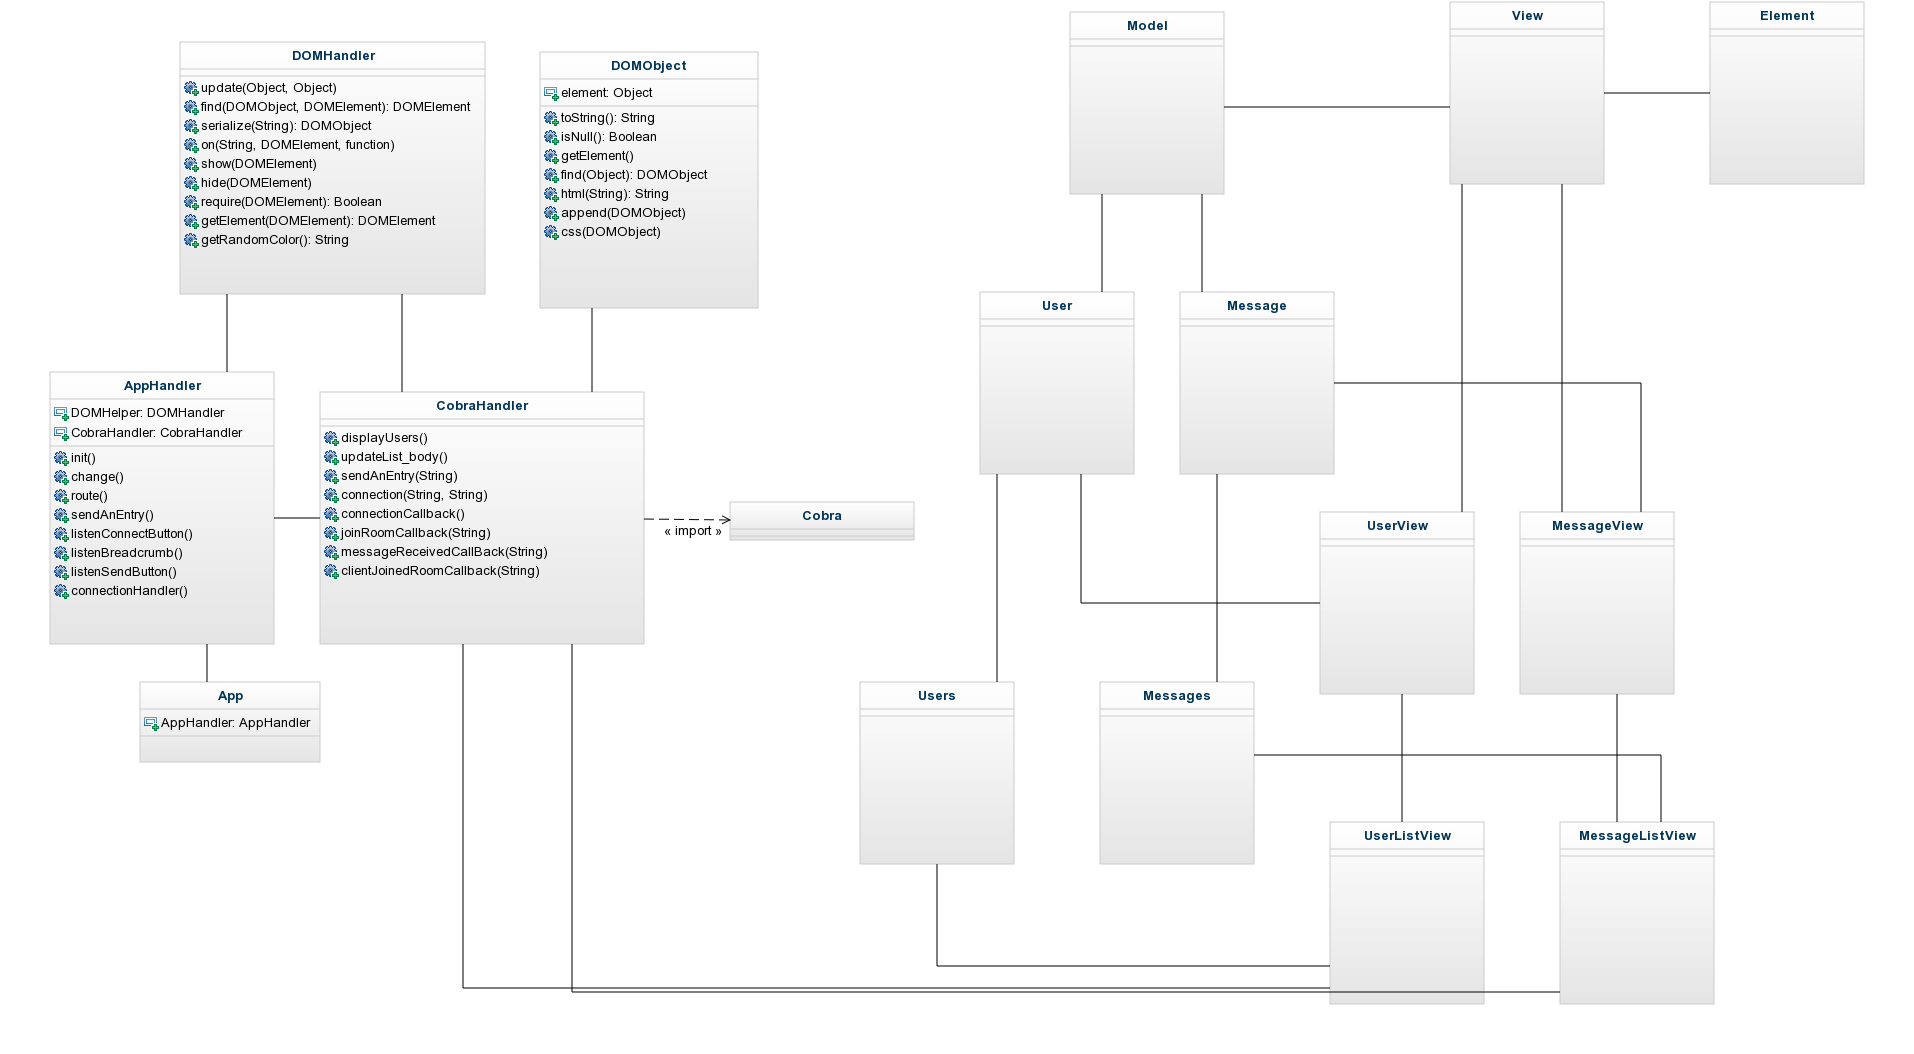 DOMHandler
update(Object, Object)
find(DOMObject, DOMElement): DOMElement
serialize(String): DOMObject
on(String, DOMElement, function)
show(DOMElement)
hide(DOMElement)
require(DOMElement): Boolean
getElement(DOMElement): DOMElement
getRandomColor(): String
DOMObject
element: Object
toString(): String
isNull(): Boolean
getElement()
find(Object): DOMObject
html(String): String
append(DOMObject)
css(DOMObject)
Model
View
Element
AppHandler
DOMHelper: DOMHandler
CobraHandler: CobraHandler
init()
change()
route()
sendAnEntry()
listenConnectButton()
listenBreadcrumb()
listenSendButton()
connectionHandler()
CobraHandler
displayUsers()
updateList_body()
sendAnEntry(String)
connection(String, String)
connectionCallback()
joinRoomCallback(String)
messageReceivedCallBack(String)
clientJoinedRoomCallback(String)
« import »
Cobra
User
Message
UserView
MessageView
App
AppHandler: AppHandler
Users
Messages
UserListView
MessageListView